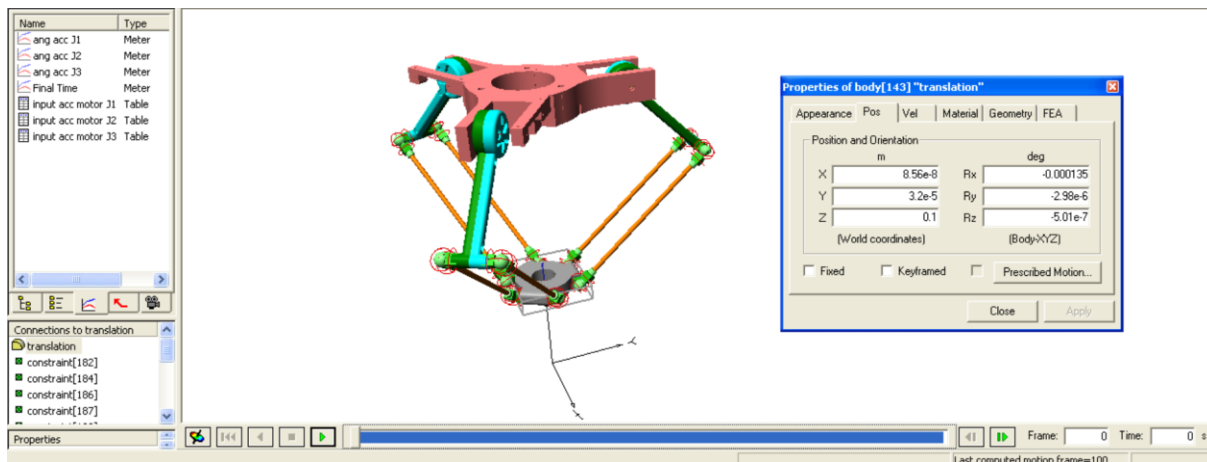 Name Type
ang acc J1 Meter
ang acc J2 Meter
ang acc J3 Meter
Final Time Meter
input acc motor J1 Table
input acc motor J2 Table
input acc motor J3 Table
Connections to translation
translation
constraint[182]
constraint[184]
constraint[186]
constraint[187]
Properties
Y
X
Properties of body[143] "translation"
Appearance Pos Vel Material Geometry FEA
Position and Orientation
m deg
X 8.56e-8 Rx -0.000135
Y 3.2e-5 Ry -2.98e-6
Z 0.1 Rz -5.01e-7
(World coordinates) (Body-XYZ)
Fixed Keyframed Prescribed Motion...
Close Apply
Frame: 0 Time: 0 s
Last computed motion frame=100